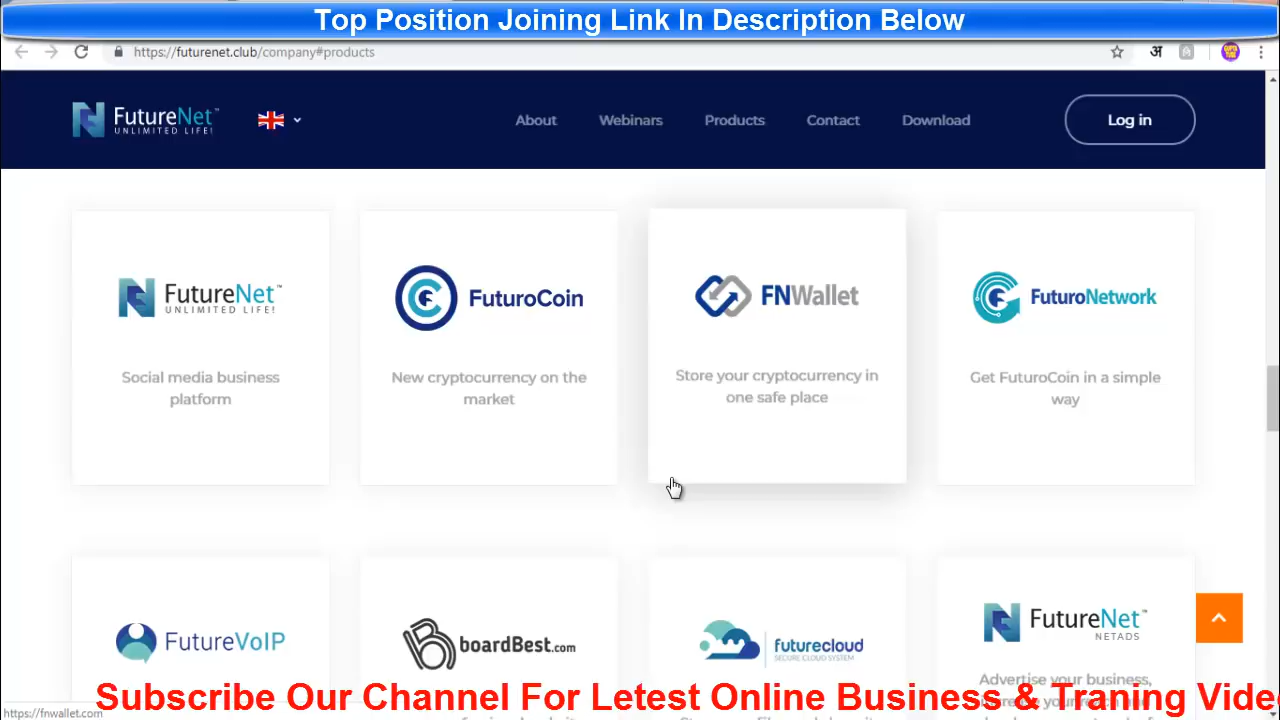 Top Position Joining Link In Description Below
https://futurenet.club/company#products
अ
FutureNet™
UNLIMITED LIFE!
About
Webinars
Products
Contact
Download
Log in
FutureNet™
UNLIMITED LIFE!
FuturoCoin
FNWallet
FuturoNetwork
Social media business
platform
New cryptocurrency on the
market
Store your cryptocurrency in
one safe place
Get FuturoCoin in a simple
way
FutureVoIP
boardBest.com
futurecloud
SECURE CLOUD SYSTEM
FutureNet™
NETADS
Advertise your business,
https://fnwallet.com
Subscribe Our Channel For Letest Online Business & Traning Vide